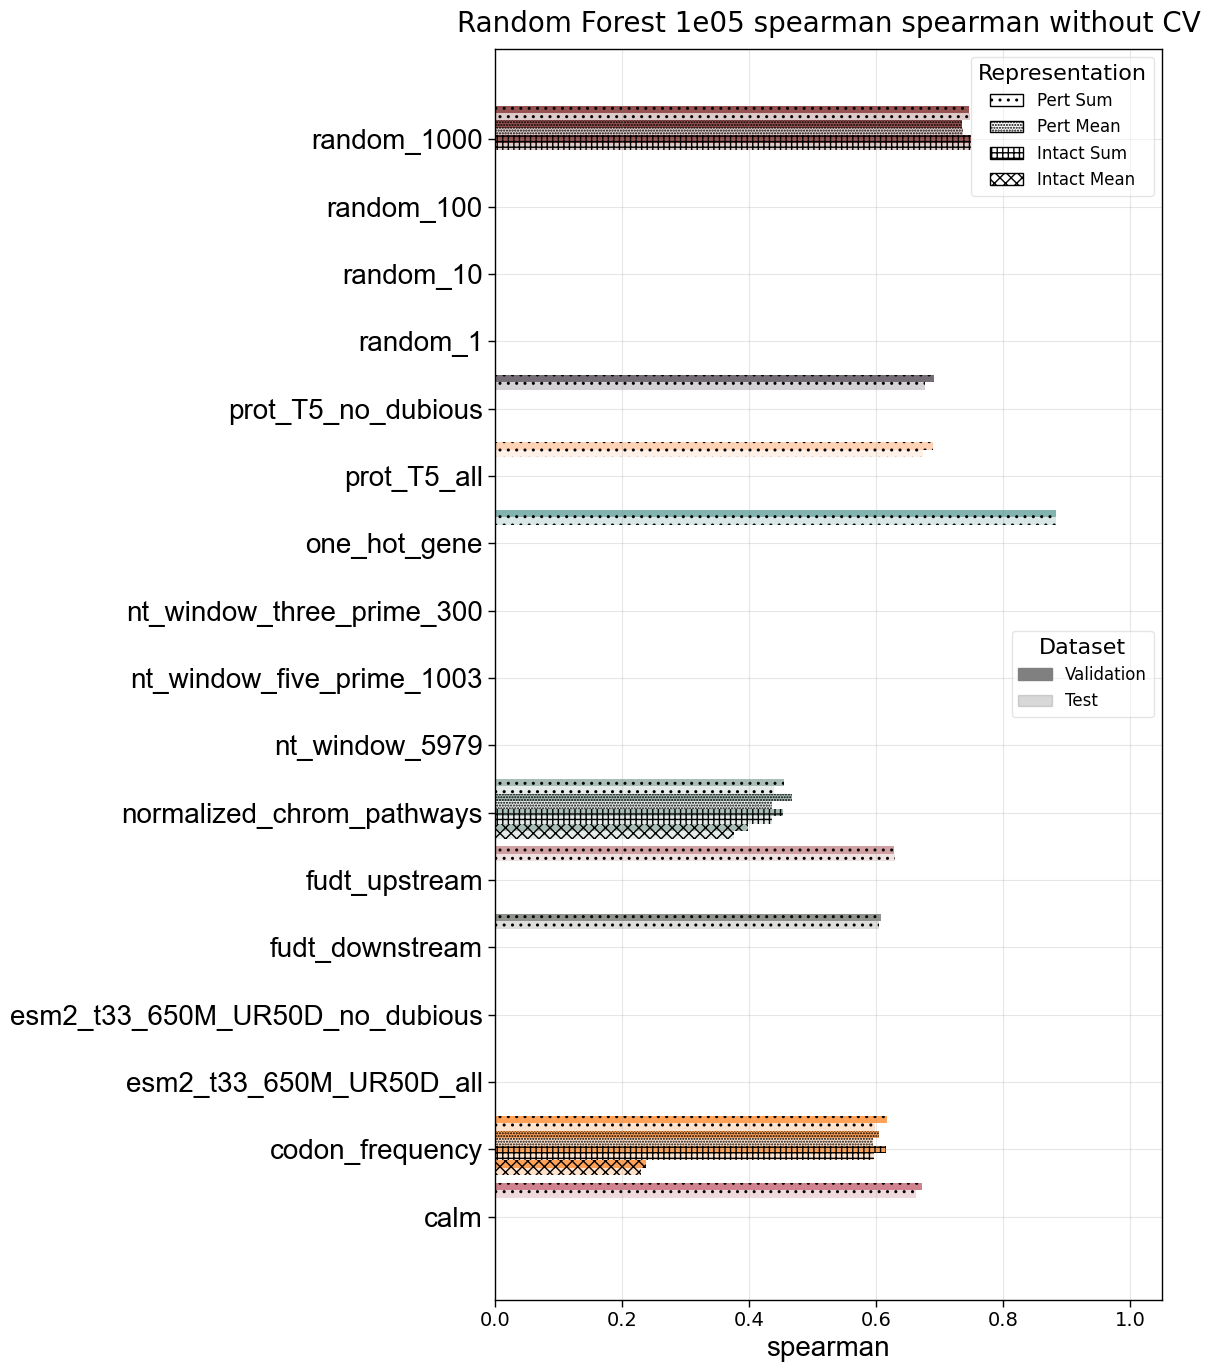 Random Forest 1e05 spearman spearman without CV
Representation
Pert Sum
Pert Mean
Intact Sum
Intact Mean
random_1000
random_100
random_10
random_1
prot_T5_no_dubious
prot_T5_all
one_hot_gene
nt_window_three_prime_300
Dataset
Validation
Test
nt_window_five_prime_1003
nt_window_5979
normalized_chrom_pathways
fudt_upstream
fudt_downstream
esm2_t33_650M_UR50D_no_dubious
esm2_t33_650M_UR50D_all
codon_frequency
calm
0.0 0.2 0.4 0.6 0.8 1.0
spearman